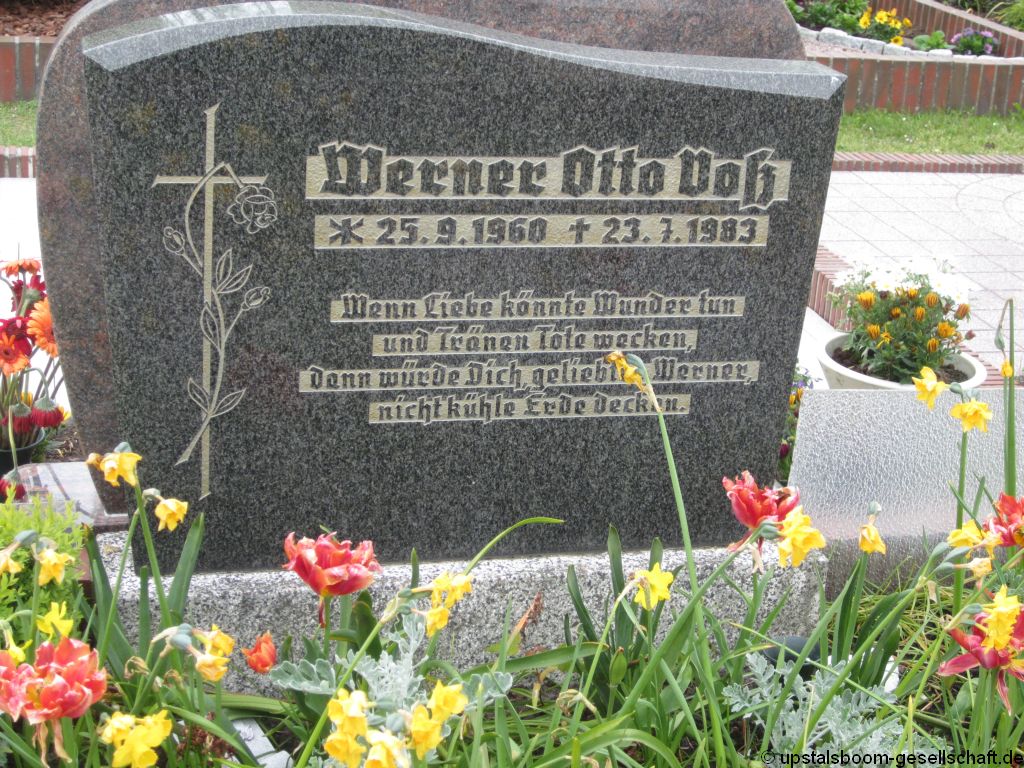 Werner Otto Voß
* 25.9.1960 † 23.7.1983
Wenn Liebe könnte Wunder tun
und Tränen Tote wecken,
dann würde Dich, geliebter Werner,
nicht kühle Erde decken.
©upstalsboom-gesellschaft.de